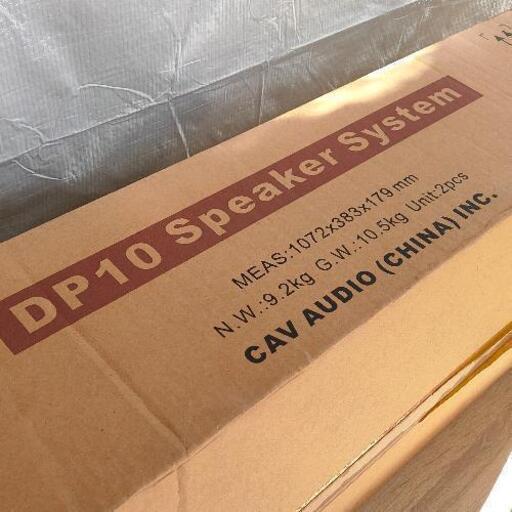 DP10 Speaker System
MEAS:1072x383x179 mm
N.W.:9.2kg G.W.:10.5kg Unit:2pcs
CAV AUDIO (CHINA) INC.